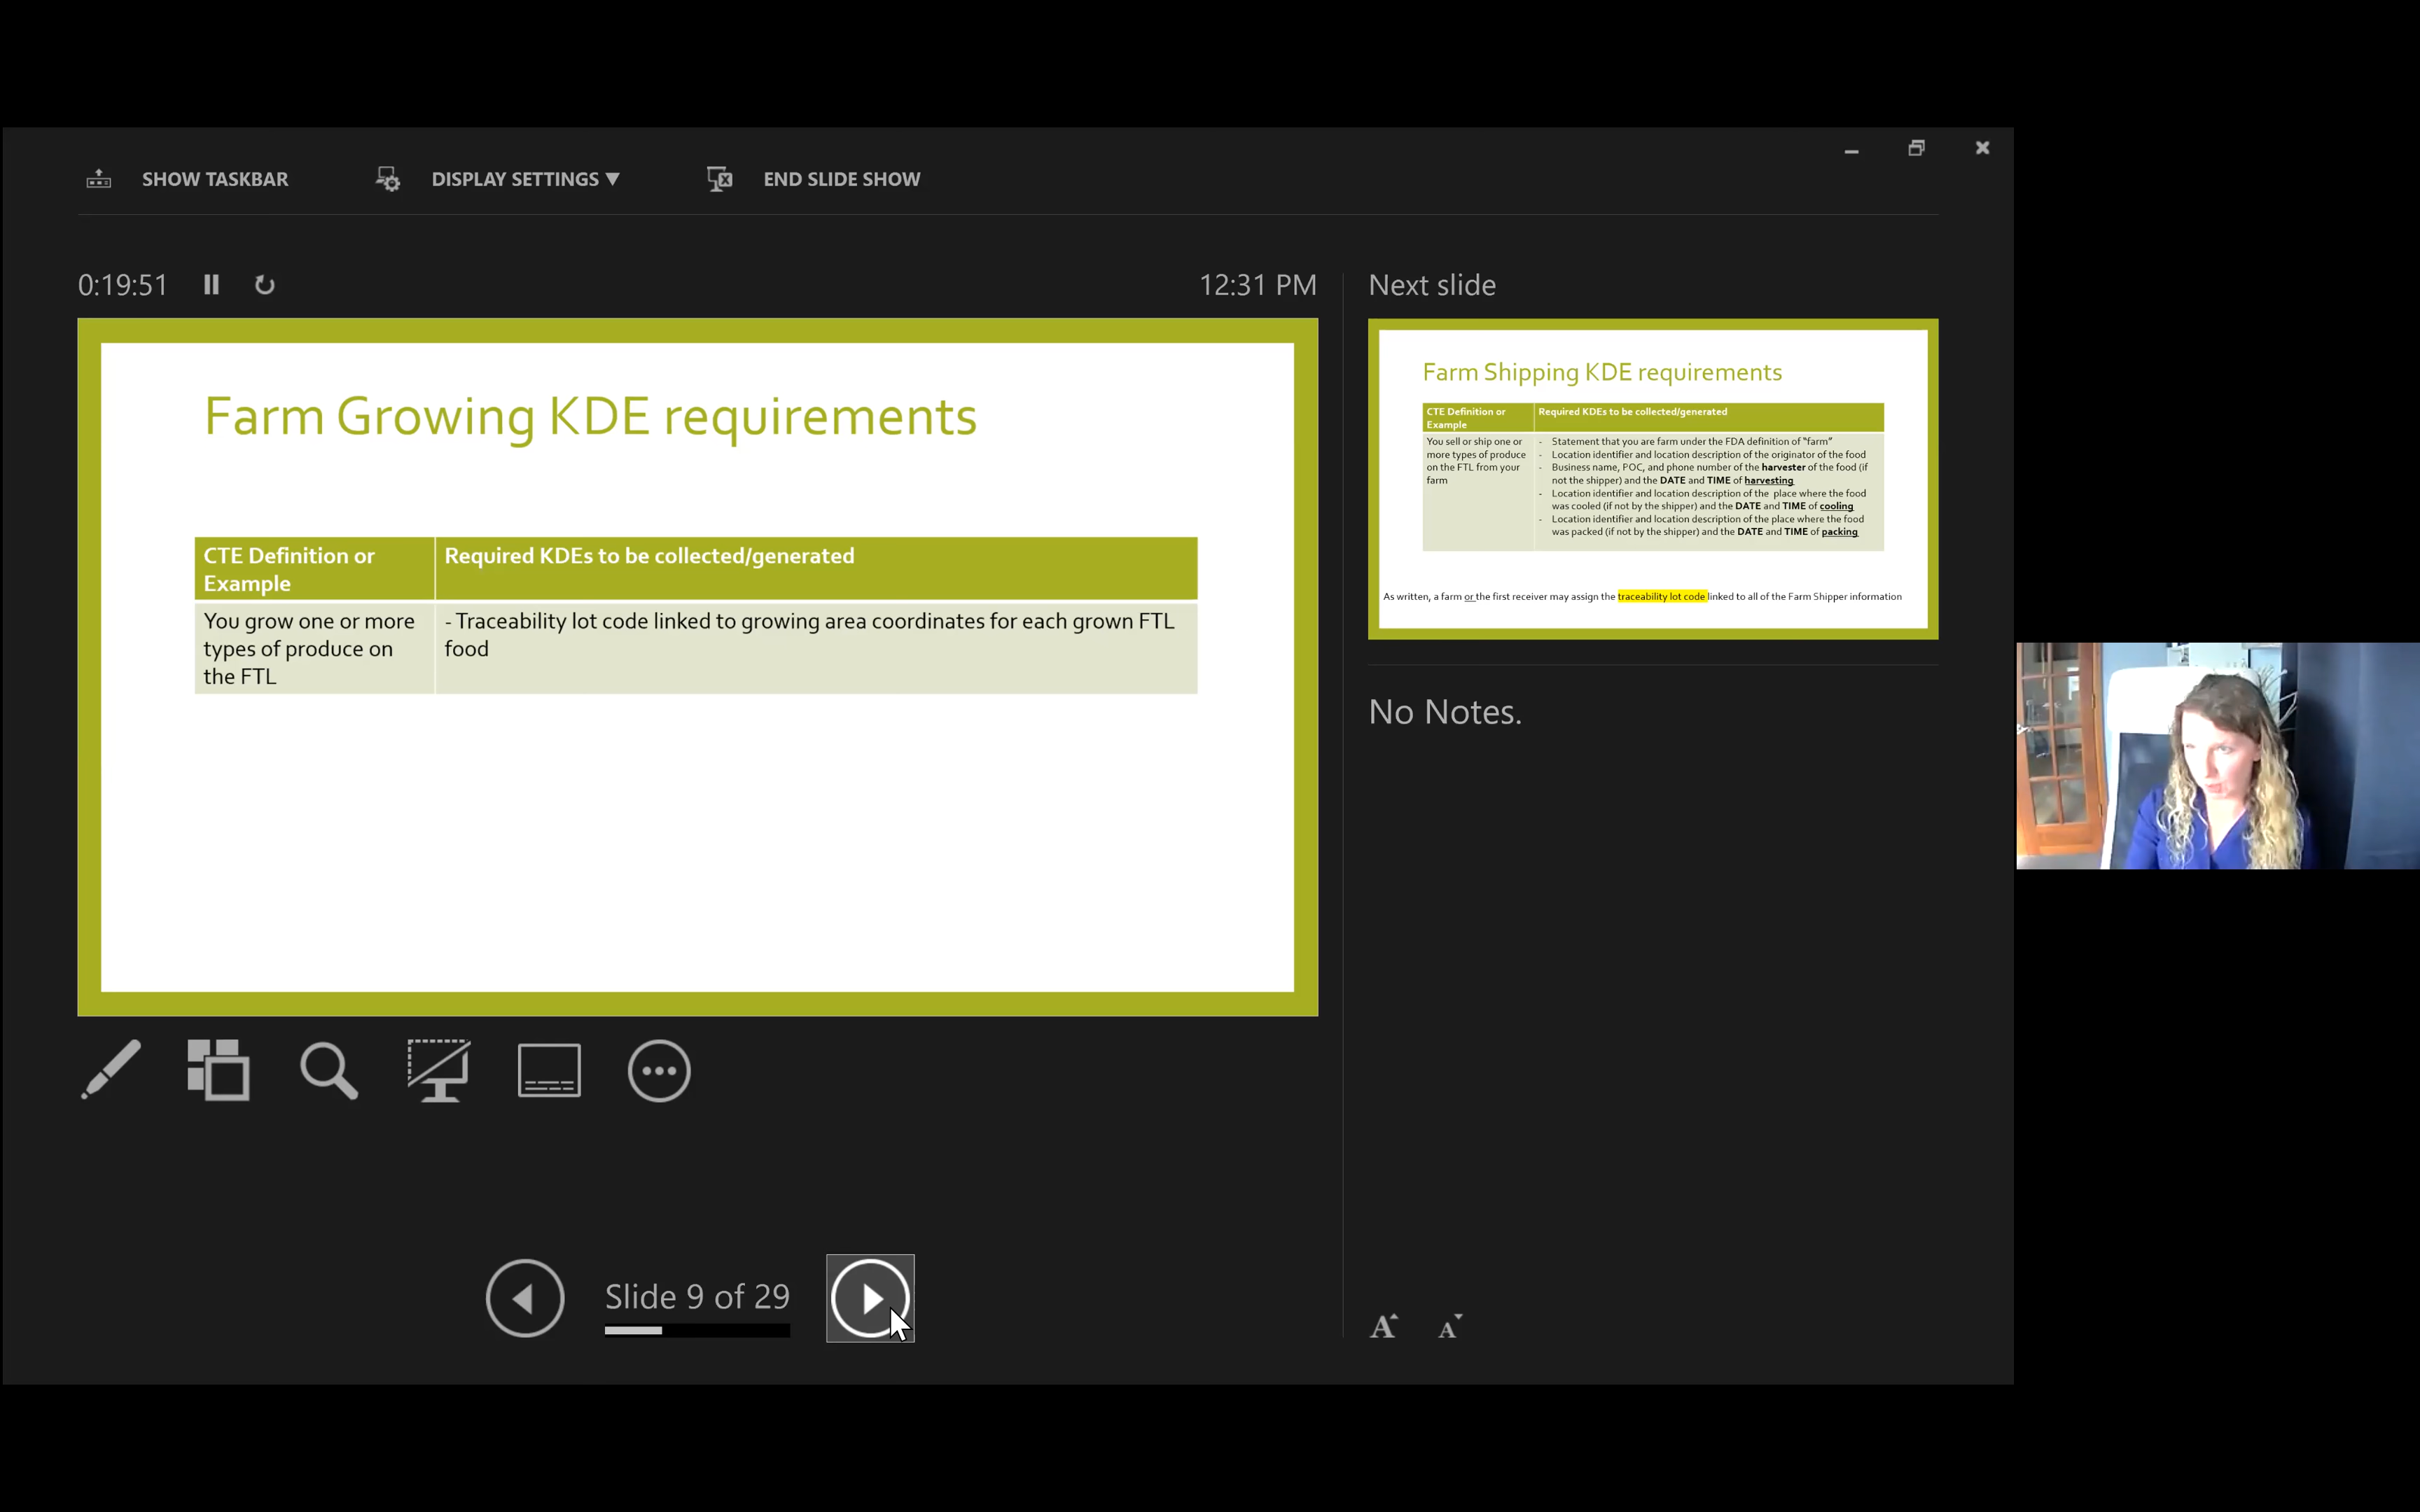 SHOW TASKBAR
DISPLAY SETTINGS ▼
END SLIDE SHOW
0:19:51
12:31 PM
Farm Growing KDE requirements
CTE Definition or
Example
Required KDEs to be collected/generated
You grow one or more
types of produce on
the FTL
- Traceability lot code linked to growing area coordinates for each grown FTL
food
Slide 9 of 29
Next slide
Farm Shipping KDE requirements
CTE Definition or
Example
Required KDEs to be collected/generated
You sell or ship one or
more types of produce
on the FTL from your
farm
- Statement that you are farm under the FDA definition of "farm"
- Location identifier and location description of the originator of the food
- Business name, POC, and phone number of the harvester of the food (if
not the shipper) and the DATE and TIME of harvesting
- Location identifier and location description of the place where the food
was cooled (if not by the shipper) and the DATE and TIME of cooling
- Location identifier and location description of the place where the food
was packed (if not by the shipper) and the DATE and TIME of packing
As written, a farm or the first receiver may assign the traceability lot code linked to all of the Farm Shipper information
No Notes.
A A